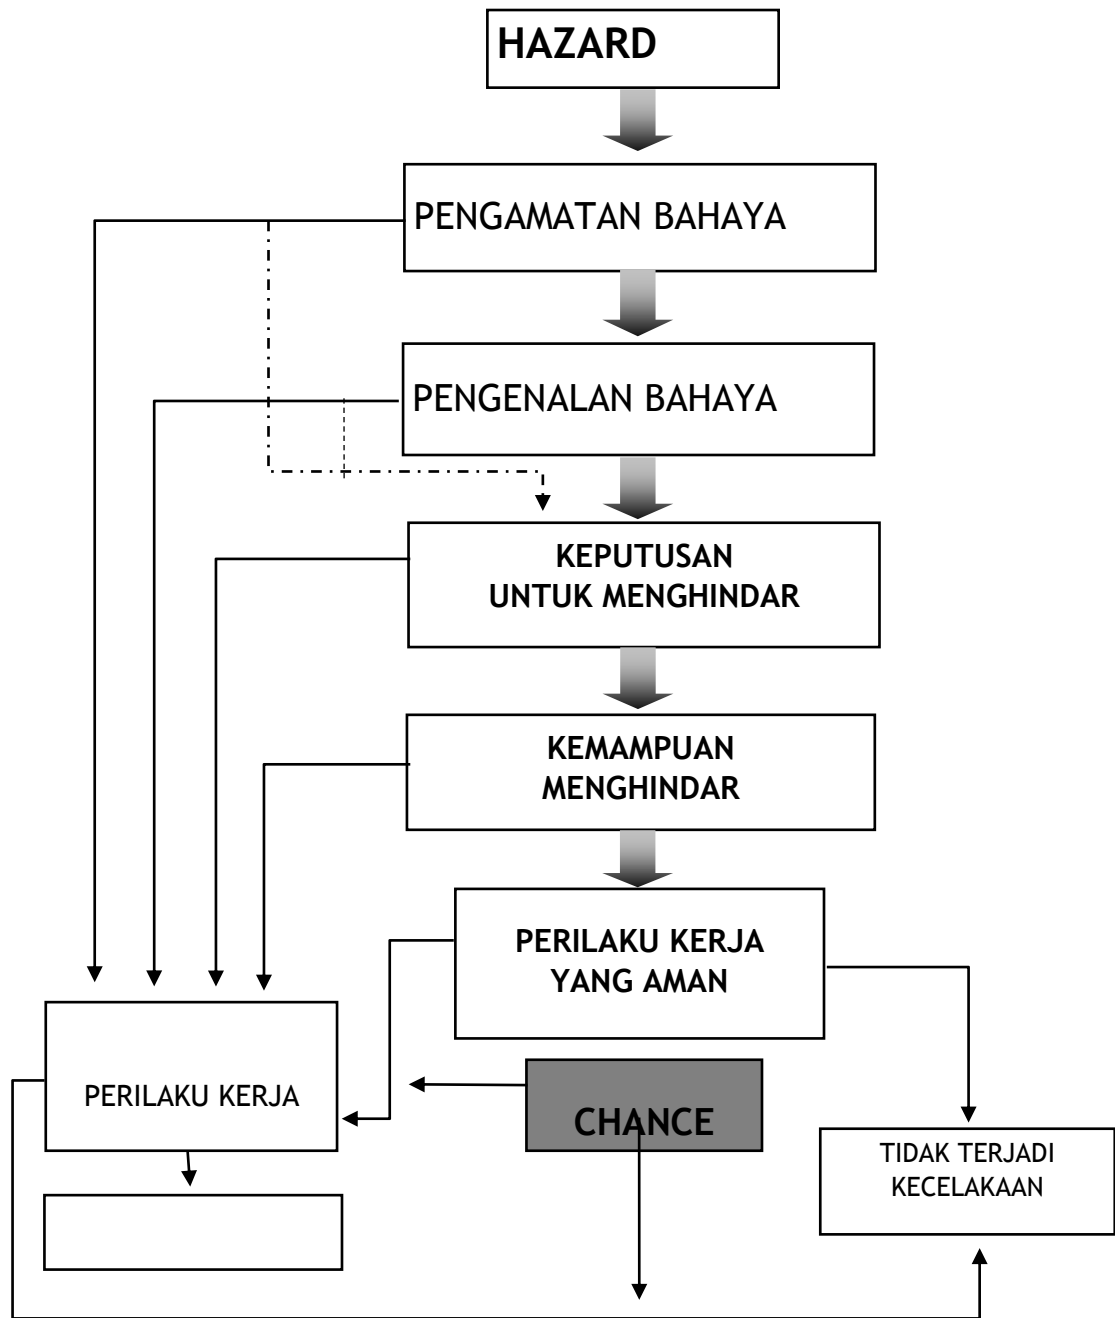 HAZARD
PENGAMATAN BAHAYA
PENGENALAN BAHAYA
KEPUTUSAN
UNTUK MENGHINDAR
KEMAMPUAN
MENGHINDAR
PERILAKU KERJA
YANG AMAN
PERILAKU KERJA
CHANCE
TIDAK TERJADI
KECELAKAAN